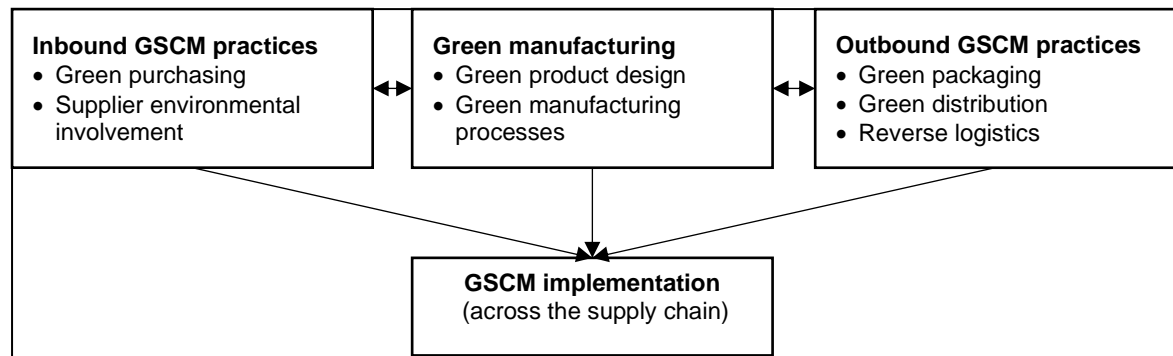 Inbound GSCM practices
• Green purchasing
• Supplier environmental
involvement
Green manufacturing
• Green product design
• Green manufacturing
processes
Outbound GSCM practices
• Green packaging
• Green distribution
• Reverse logistics
GSCM implementation
(across the supply chain)